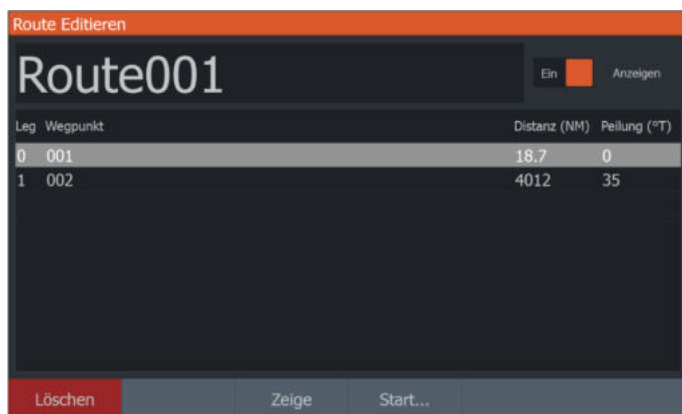 Route Editieren
Route001 Ein Anzeigen
Leg Wegpunkt Distanz (NM) Peilung (°T)
0 001 18.7 0
1 002 4012 35
Löschen Zeige Start...